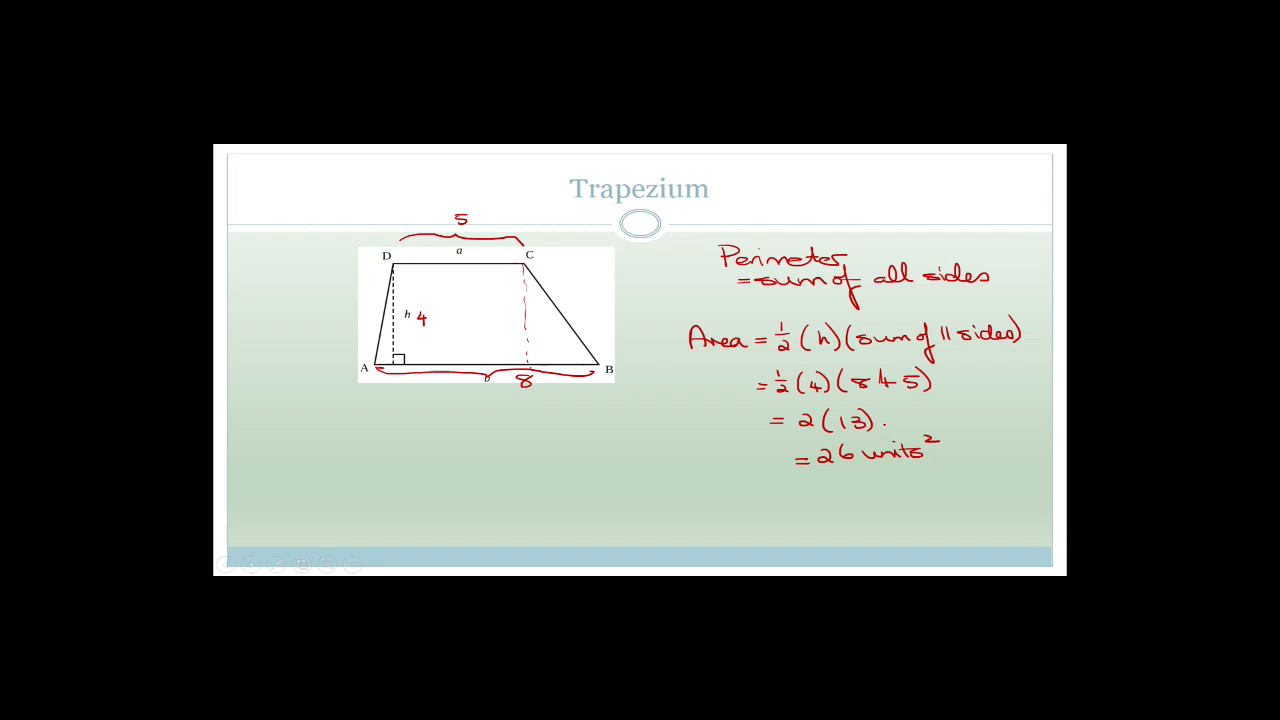 Trapezium
5
a
D
C
h 4
A
b
8
B
Perimeter
= sum of all sides
Area = 1/2 (h)(sum of 11 sides)
= 1/2 (4)(8+5)
= 2(13).
= 26 units²